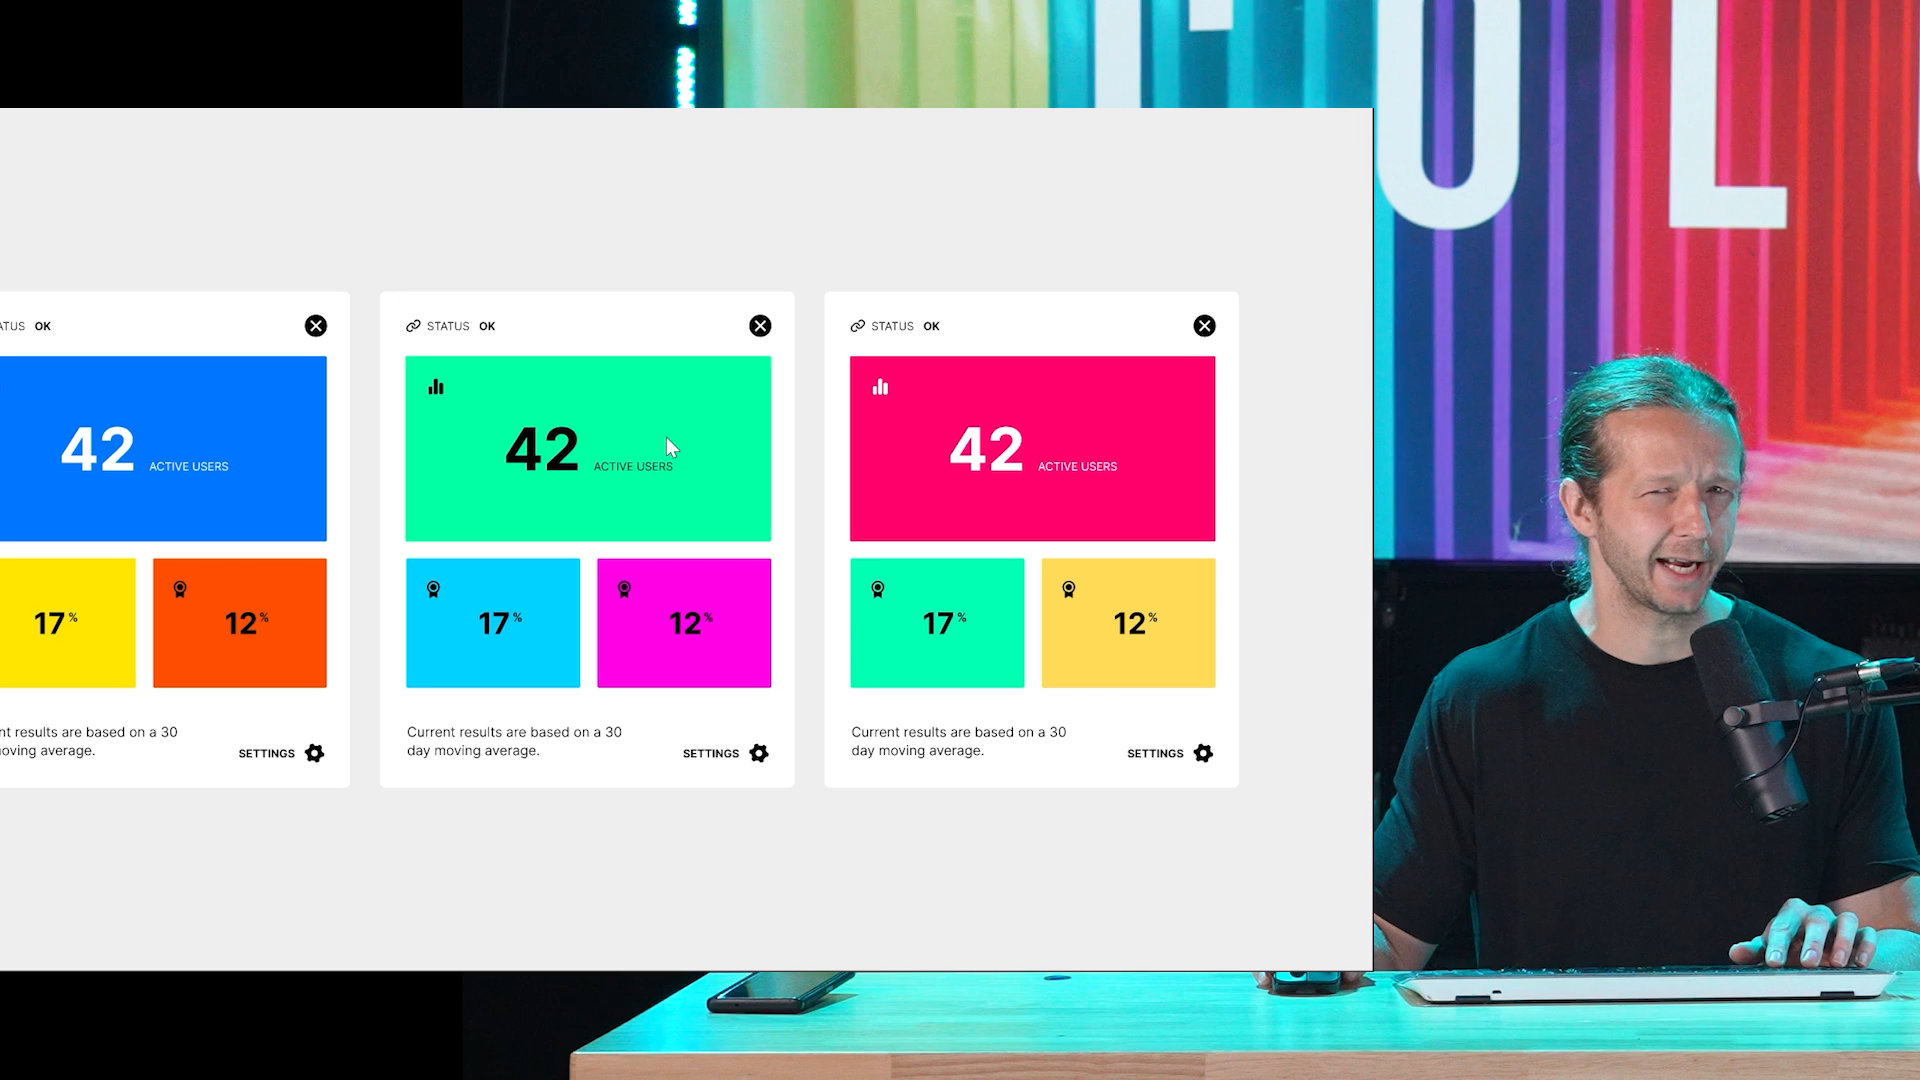 OL
ATUS OK
42 ACTIVE USERS
17%
12%
nt results are based on a 30
oving average.
SETTINGS
STATUS OK
42 ACTIVE USERS
17%
12%
Current results are based on a 30
day moving average.
SETTINGS
STATUS OK
42 ACTIVE USERS
17%
12%
Current results are based on a 30
day moving average.
SETTINGS